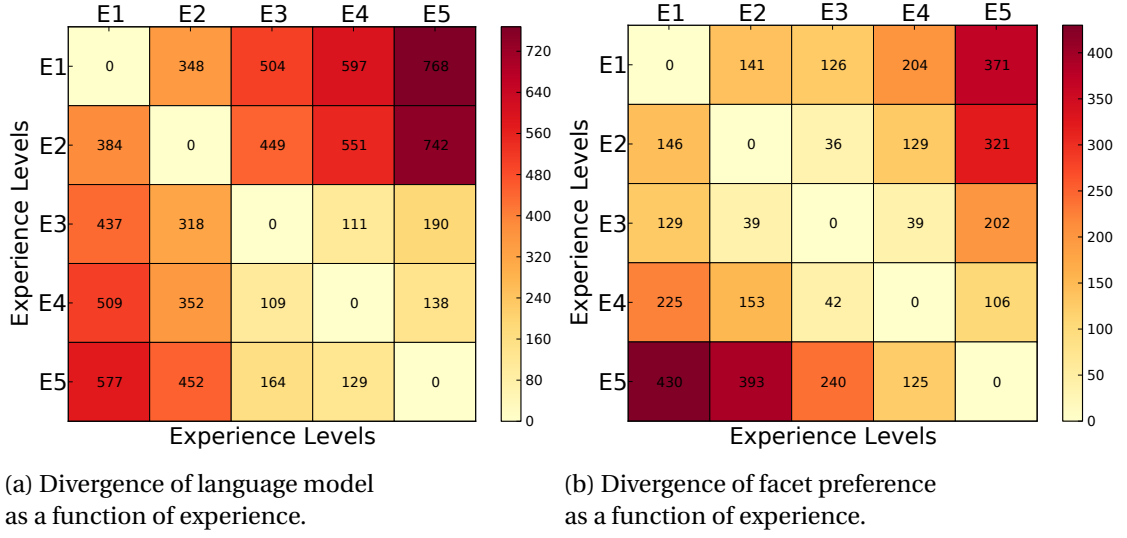 E1 E2 E3 E4 E5
E1 0 348 504 597 768
E2 384 0 449 551 742
E3 437 318 0 111 190
E4 509 352 109 0 138
E5 577 452 164 129 0
Experience Levels
Experience Levels
720
640
560
480
400
320
240
160
80
0
(a) Divergence of language model
as a function of experience.
E1 E2 E3 E4 E5
E1 0 141 126 204 371
E2 146 0 36 129 321
E3 129 39 0 39 202
E4 225 153 42 0 106
E5 430 393 240 125 0
Experience Levels
Experience Levels
400
350
300
250
200
150
100
50
0
(b) Divergence of facet preference
as a function of experience.